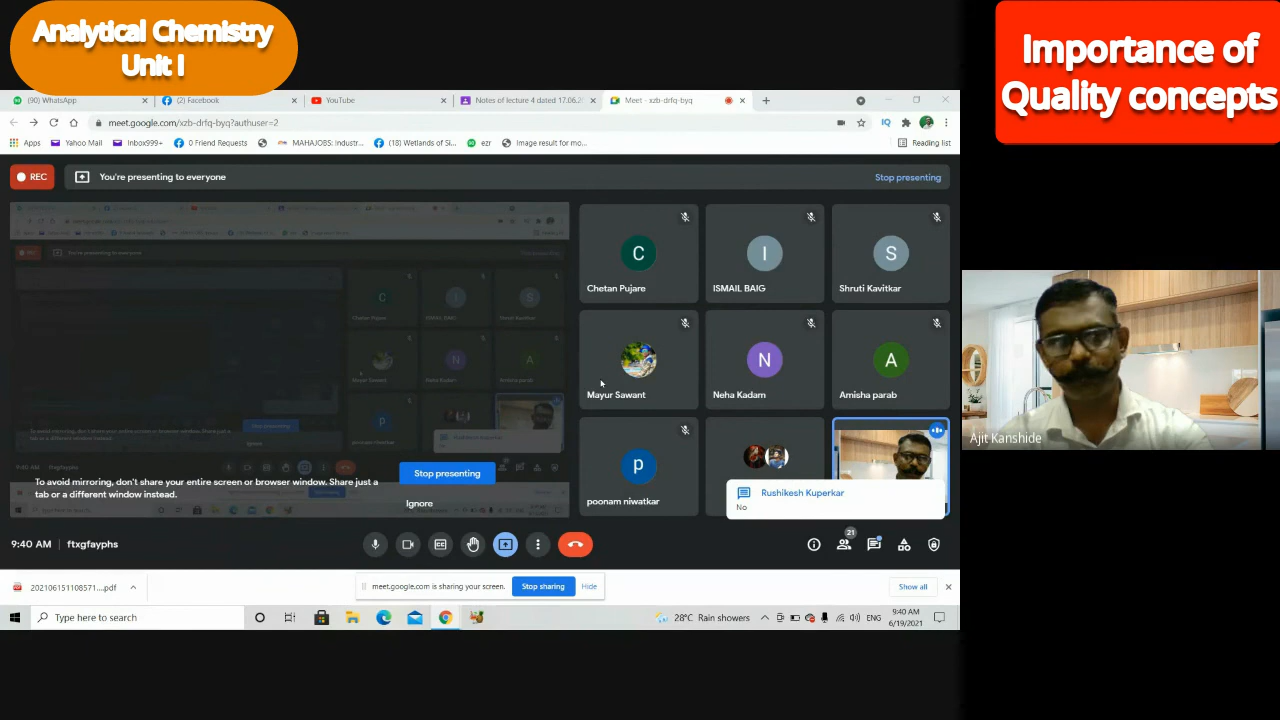 Analytical Chemistry
Unit I
Importance of
Quality concepts
(90) WhatsApp
(2) Facebook
YouTube
Notes of lecture 4 dated 17.06.2
Meet - xzb-drfq-byq
meet.google.com/xzb-drfq-byq?authuser=2
IQ
Apps
Yahoo Mail
Inbox999+
0 Friend Requests
MAHAJOBS: Industr...
(18) Wetlands of Si...
ezr
Image result for mo...
Reading list
REC
You're presenting to everyone
Stop presenting
C
Chetan Pujare
I
ISMAIL BAIG
S
Shruti Kavitkar
Mayur Sawant
N
Neha Kadam
A
Amisha parab
p
poonam niwatkar
Rushikesh Kuperkar
No
Ajit Kanshide
Stop presenting
To avoid mirroring, don't share your entire screen or browser window. Share just a
tab or a different window instead.
Ignore
9:40 AM | ftxgfayphs
21
202106151108571....pdf
meet.google.com is sharing your screen.
Stop sharing
Hide
Show all
Type here to search
28°C Rain showers
ENG
9:40 AM
6/19/2021